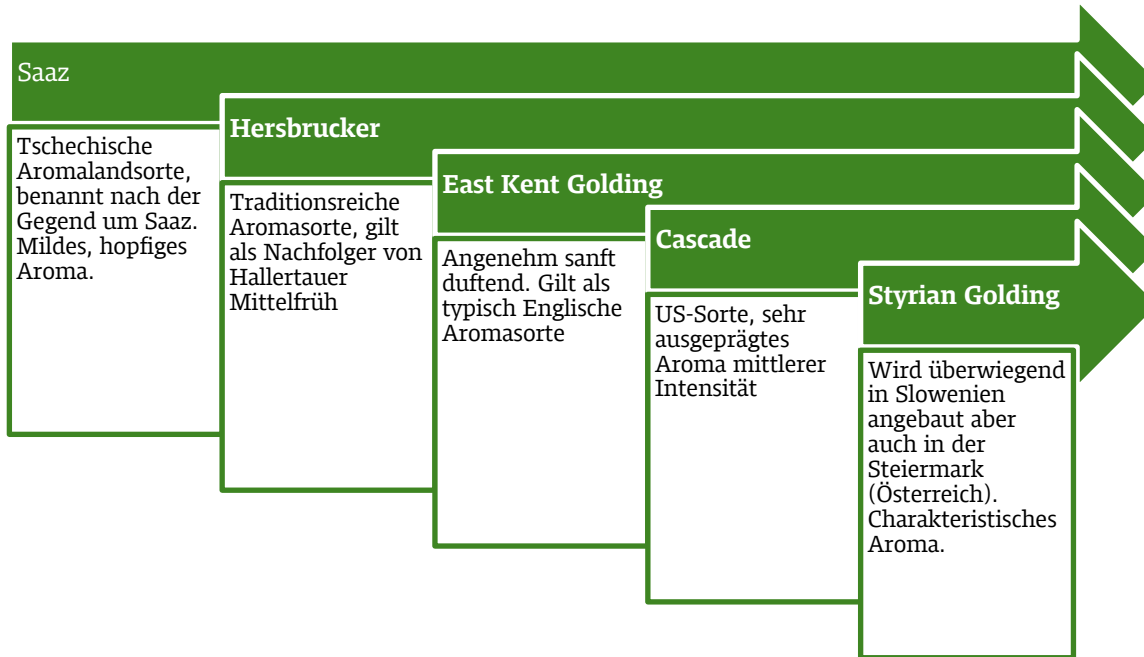 Saaz
Tschechische
Aromalandsorte,
benannt nach der
Gegend um Saaz.
Mildes, hopfiges
Aroma.
Hersbrucker
Traditionsreiche
Aromasorte, gilt
als Nachfolger von
Hallertauer
Mittelfrüh
East Kent Golding
Angenehm sanft
duftend. Gilt als
typisch Englische
Aromasorte
Cascade
US-Sorte, sehr
ausgeprägtes
Aroma mittlerer
Intensität
Styrian Golding
Wird überwiegend
in Slowenien
angebaut aber
auch in der
Steiermark
(Österreich).
Charakteristisches
Aroma.